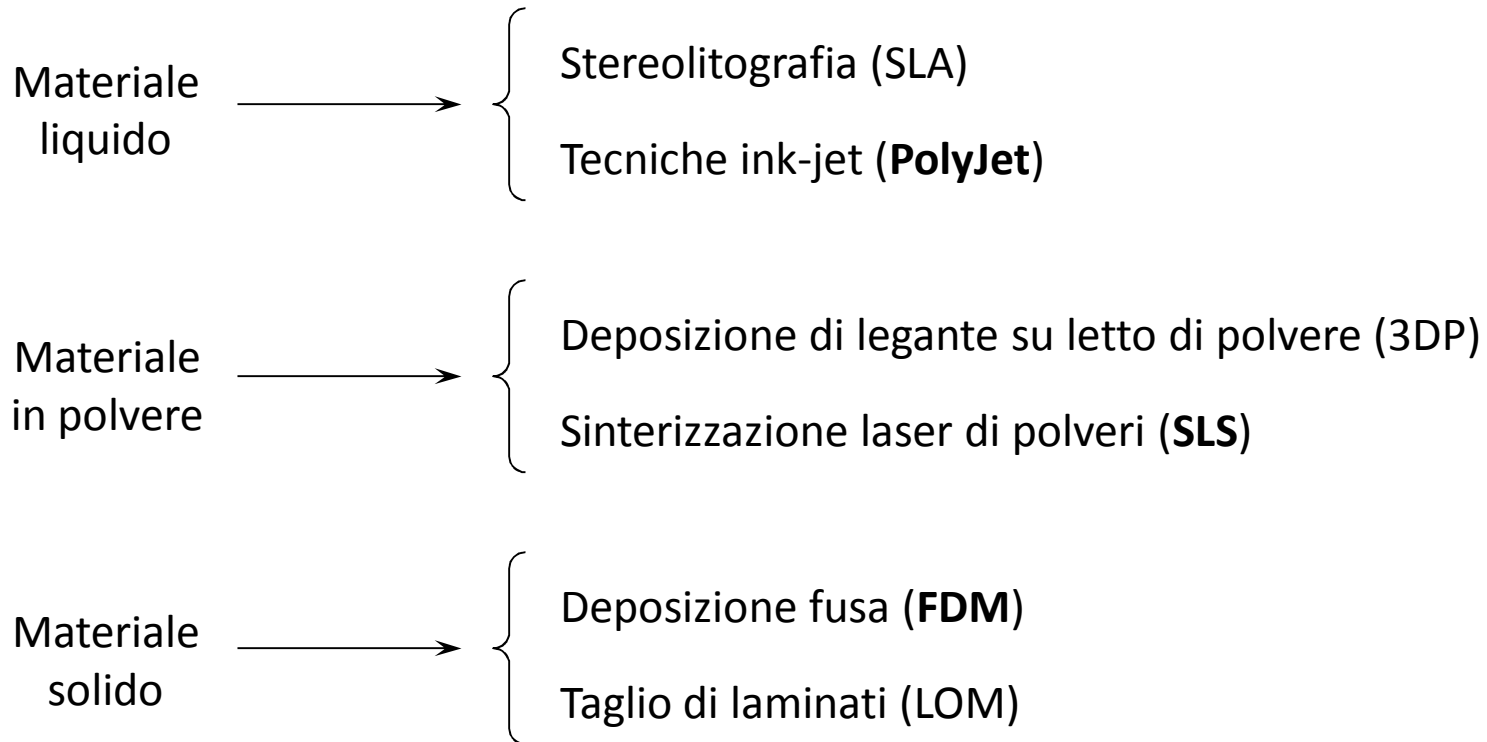 Materiale
liquido
Stereolitografia (SLA)
Tecniche ink-jet (PolyJet)
Materiale
in polvere
Deposizione di legante su letto di polvere (3DP)
Sinterizzazione laser di polveri (SLS)
Materiale
solido
Deposizione fusa (FDM)
Taglio di laminati (LOM)